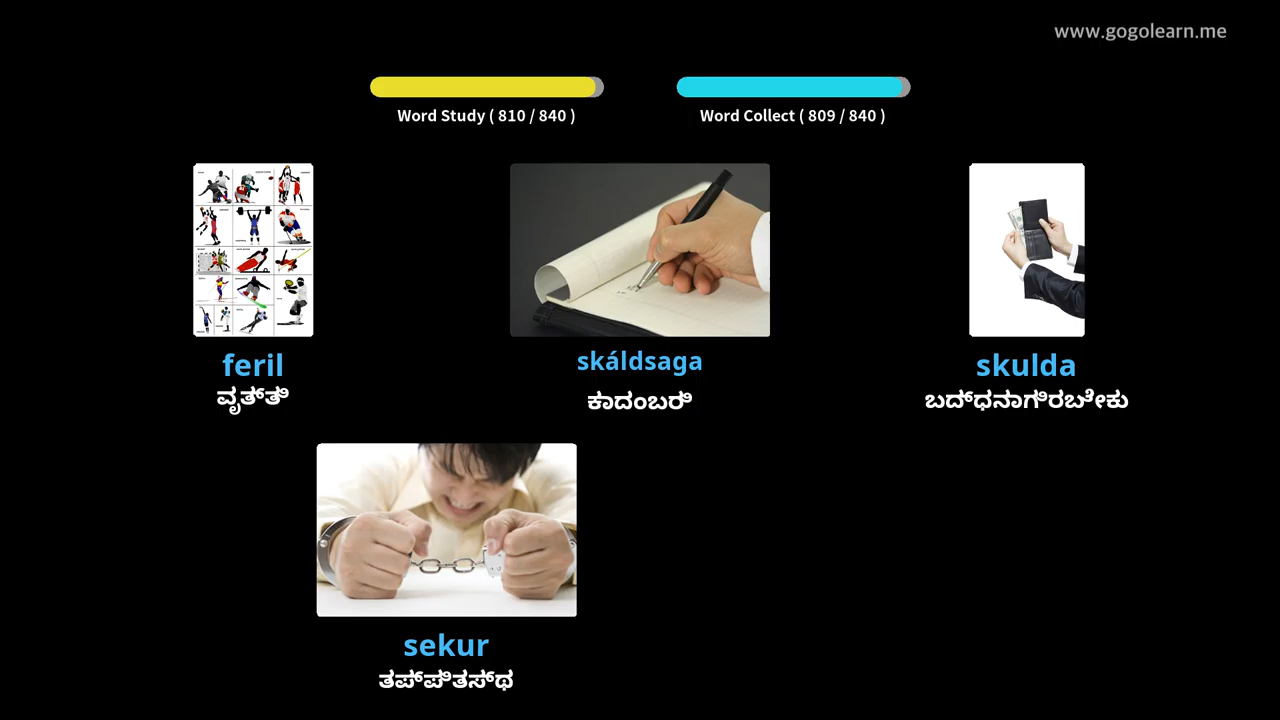 www.gogolearn.me
Word Study ( 810 / 840 )
Word Collect ( 809 / 840 )
feril
ವೃತ್ತಿ
skáldsaga
ಕಾದಂಬರಿ
skulda
ಬದ್ಧನಾಗಿರಬೇಕು
sekur
ತಪ್ಪಿತಸ್ಥ